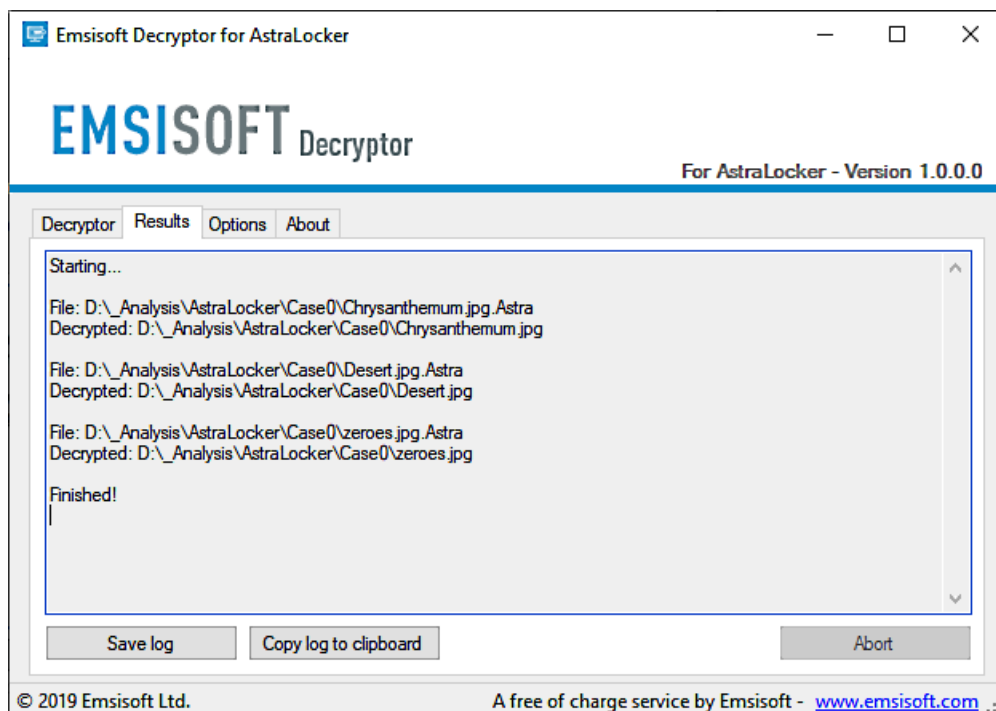 Emsisoft Decryptor for AstraLocker
EMSISOFT Decryptor
For AstraLocker - Version 1.0.0.0
Decryptor Results Options About
Starting...
File: D:\_Analysis\AstraLocker\Case0\Chrysanthemum.jpg.Astra
Decrypted: D:\_Analysis\AstraLocker\Case0\Chrysanthemum.jpg
File: D:\_Analysis\AstraLocker\Case0\Desert.jpg.Astra
Decrypted: D:\_Analysis\AstraLocker\Case0\Desert.jpg
File: D:\_Analysis\AstraLocker\Case0\zeroes.jpg.Astra
Decrypted: D:\_Analysis\AstraLocker\Case0\zeroes.jpg
Finished!
Save log Copy log to clipboard Abort
© 2019 Emsisoft Ltd. A free of charge service by Emsisoft - www.emsisoft.com